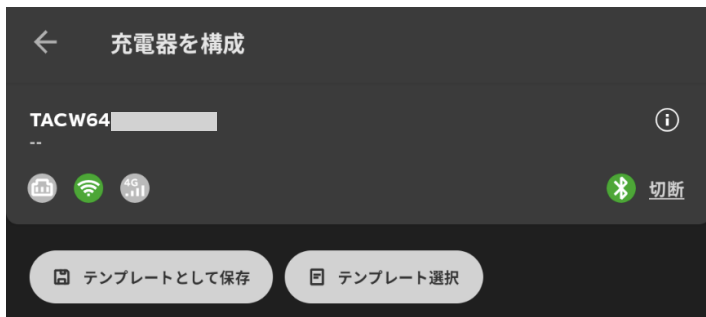 充電器を構成
TACW64
--
4G
切断
テンプレートとして保存
テンプレート選択